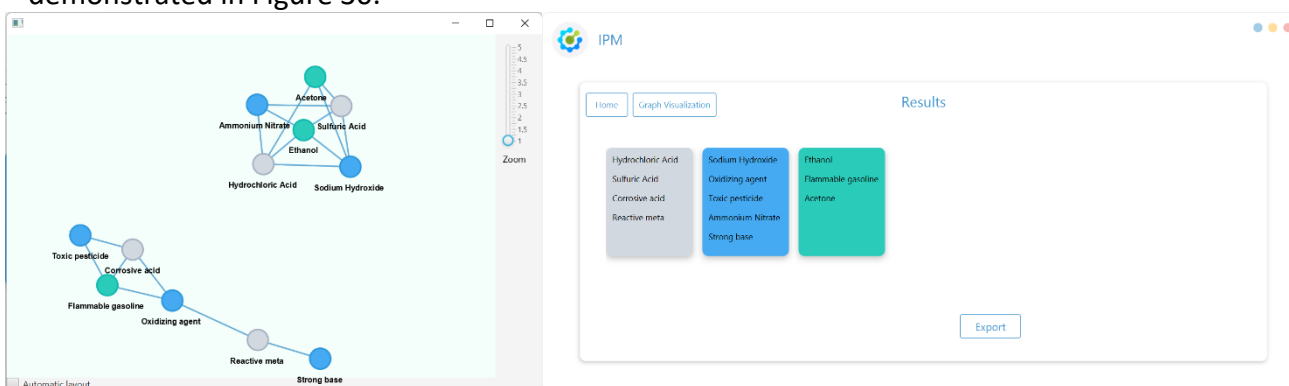 demonstrated in Figure 30.
5
4.5
4
3.5
3
2.5
2
1.5
1
Zoom
Acetone
Ammonium Nitrate
Sulfuric Acid
Ethanol
Hydrochloric Acid
Sodium Hydroxide
Toxic pesticide
Corrosive acid
Flammable gasoline
Oxidizing agent
Reactive meta
Strong base
Automatic layout
IPM
Home
Graph Visualization
Results
Hydrochloric Acid
Sulfuric Acid
Corrosive acid
Reactive meta
Sodium Hydroxide
Oxidizing agent
Toxic pesticide
Ammonium Nitrate
Strong base
Ethanol
Flammable gasoline
Acetone
Export